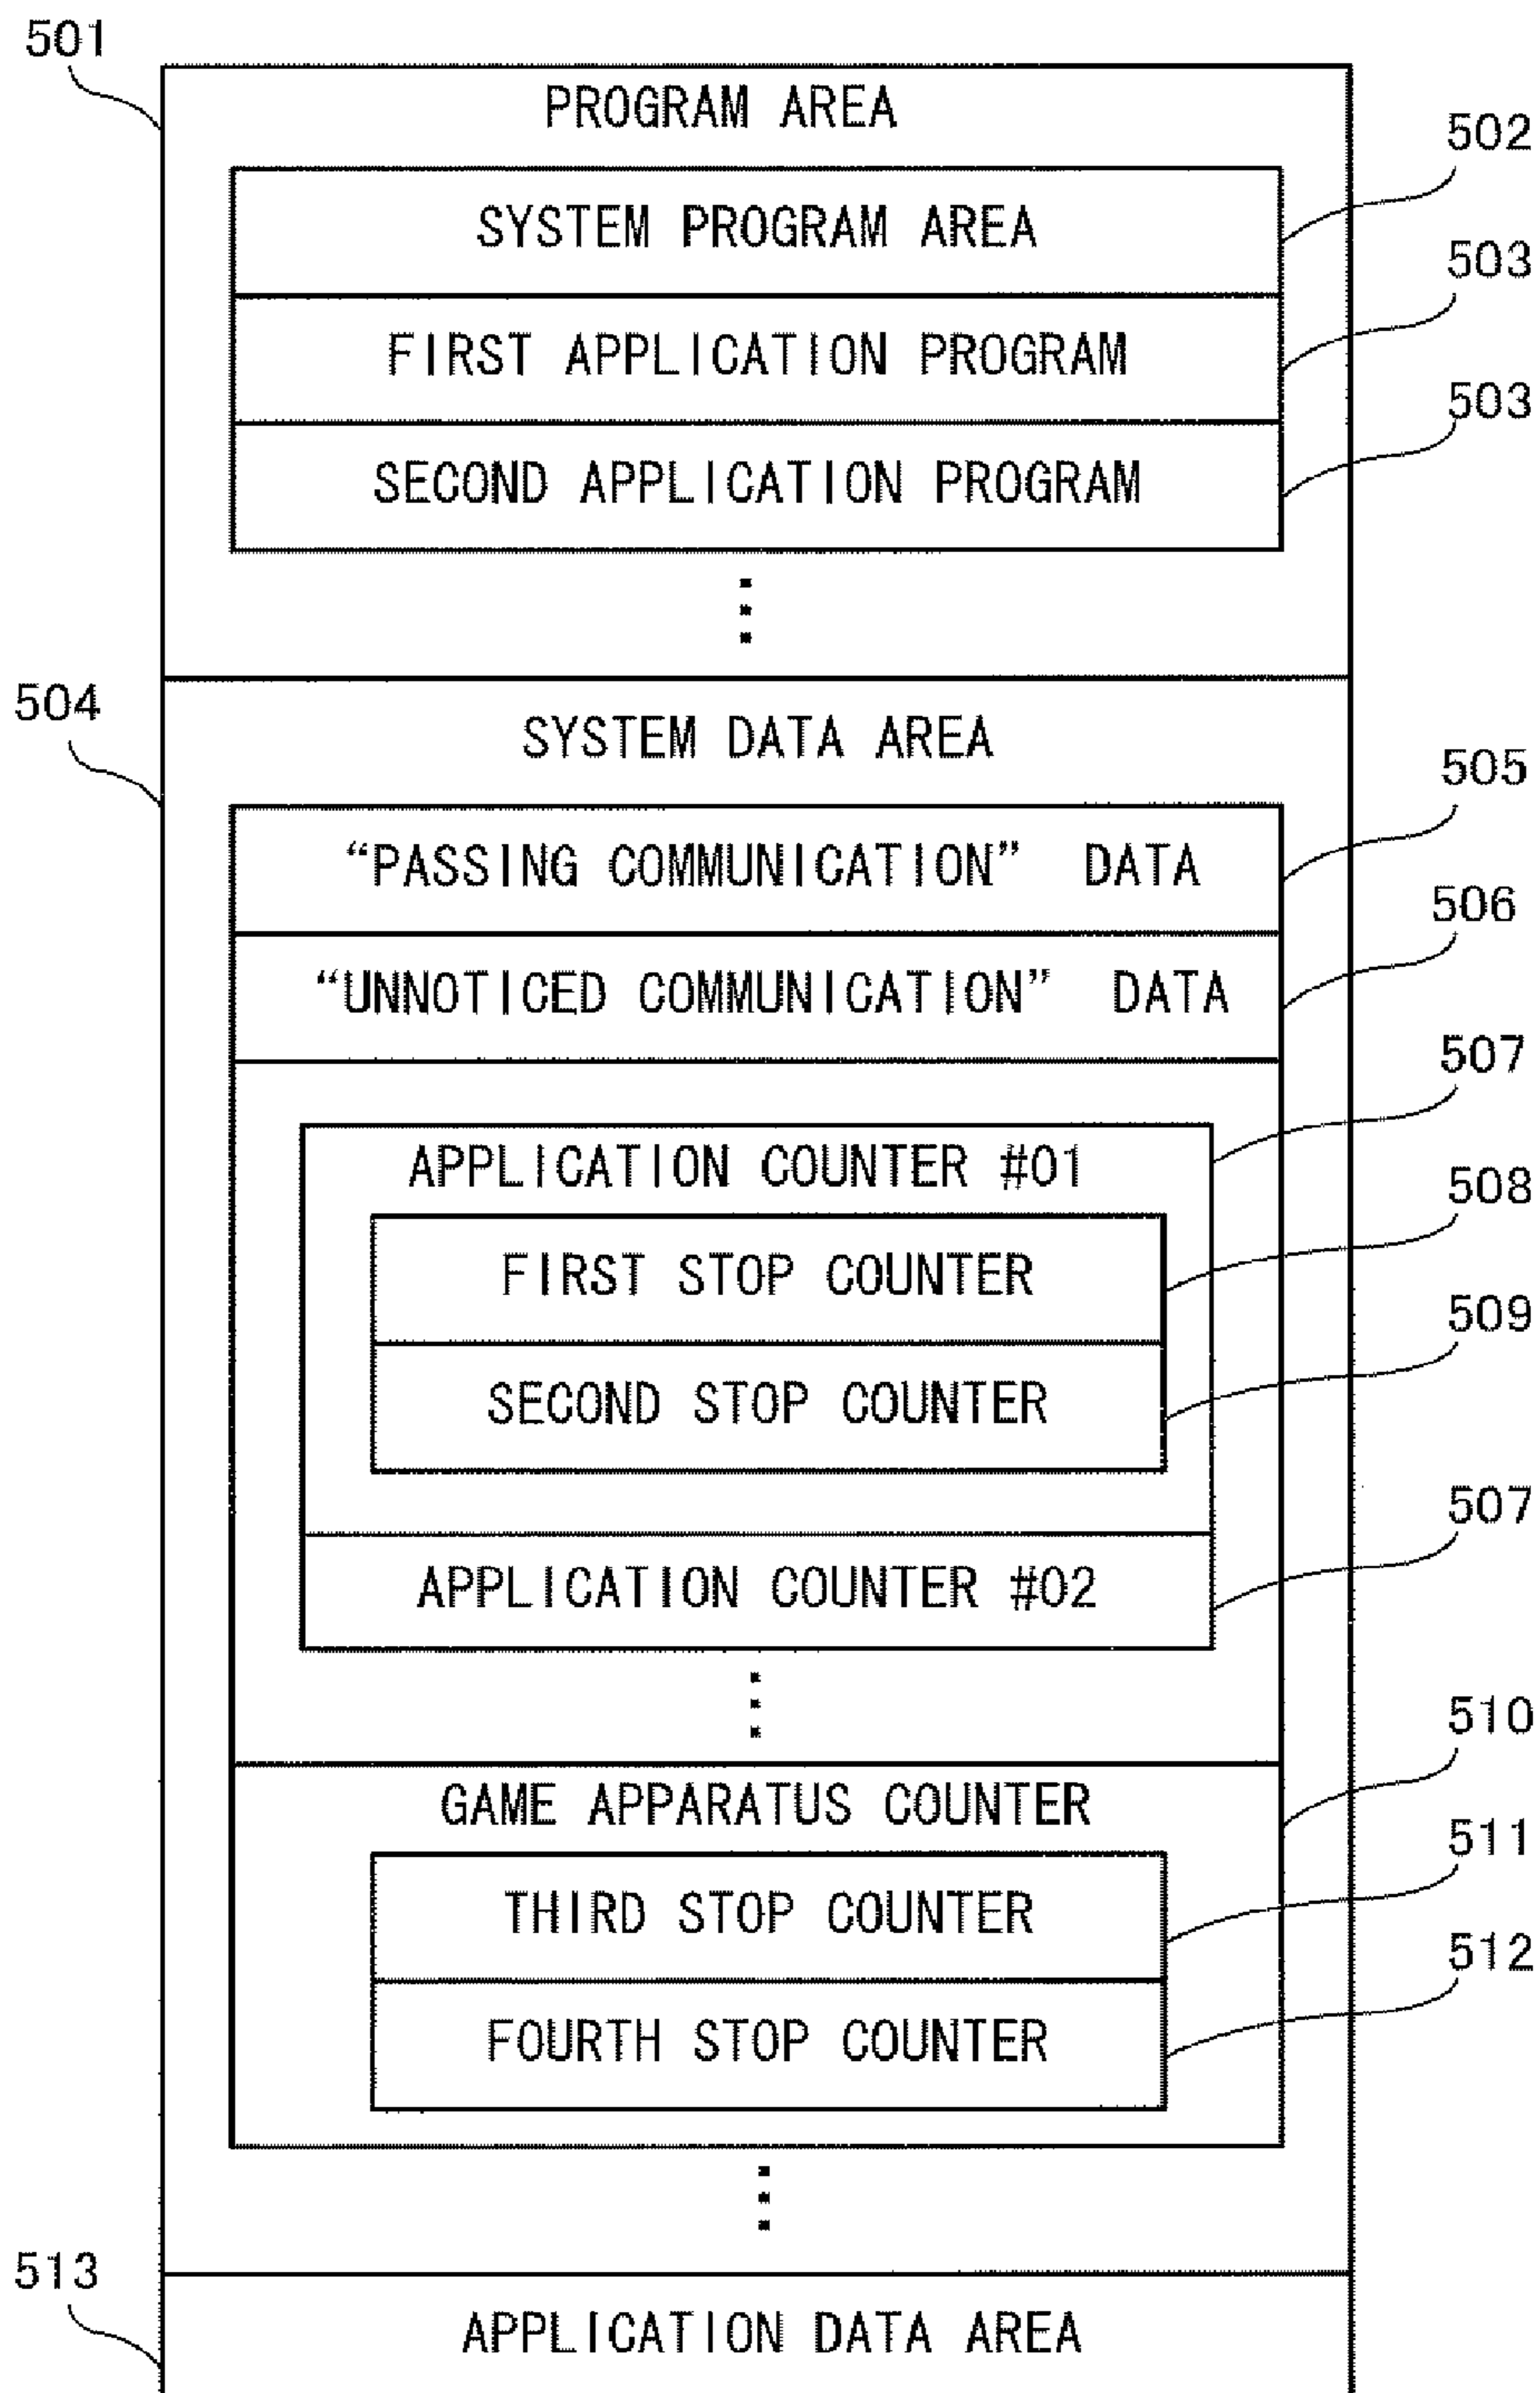 501
PROGRAM AREA
502
SYSTEM PROGRAM AREA
503
FIRST APPLICATION PROGRAM
503
SECOND APPLICATION PROGRAM
504
SYSTEM DATA AREA
505
“PASSING COMMUNICATION” DATA
506
“UNNOTICED COMMUNICATION” DATA
507
APPLICATION COUNTER #01
508
FIRST STOP COUNTER
509
SECOND STOP COUNTER
507
APPLICATION COUNTER #02
510
GAME APPARATUS COUNTER
511
THIRD STOP COUNTER
512
FOURTH STOP COUNTER
513
APPLICATION DATA AREA